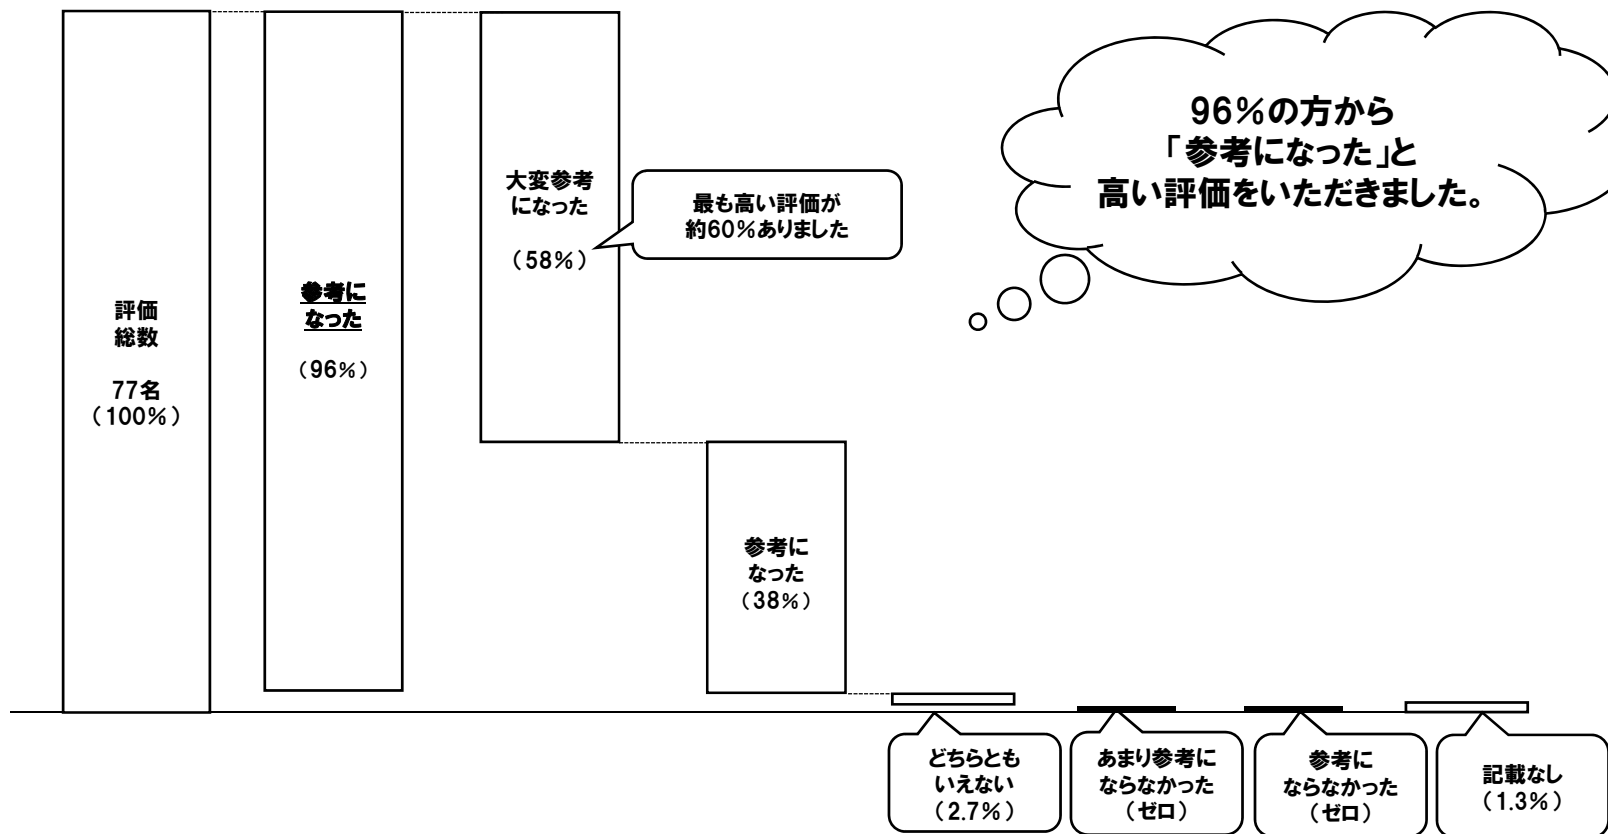 評価
総数
77名
（100％）
参考に
なった
（96％）
大変参考
になった
（58％）
最も高い評価が
約60％ありました
96％の方から
「参考になった」と
高い評価をいただきました。
参考に
なった
（38％）
どちらとも
いえない
（2.7％）
あまり参考に
ならなかった
（ゼロ）
参考に
ならなかった
（ゼロ）
記載なし
（1.3％）